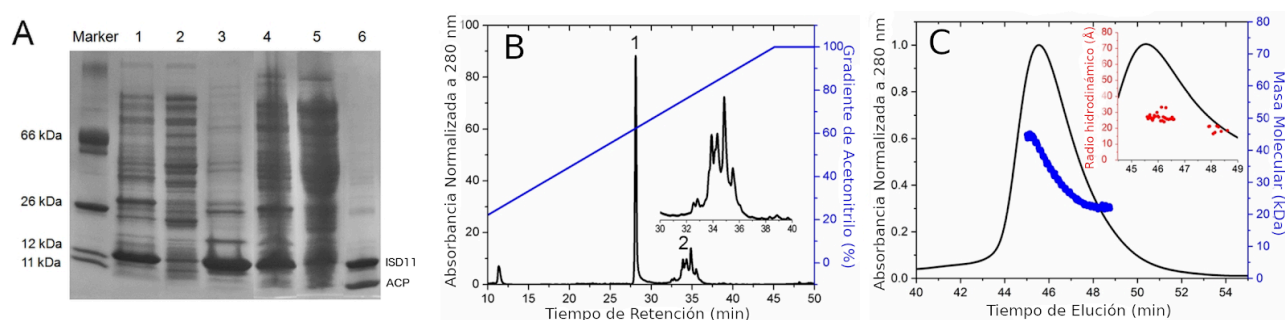 A
Marker 1 2 3 4 5 6
66 kDa
26 kDa
12 kDa
11 kDa
ISD11
ACP
B
Absorbancia Normalizada a 280 nm
100
80
60
40
20
0
1
2
30 32 34 36 38 40
100
80
60
40
20
0
Gradiente de Acetonitrilo (%)
10 15 20 25 30 35 40 45 50
Tiempo de Retención (min)
C
Absorbancia Normalizada a 280 nm
1.0
0.8
0.6
0.4
0.2
0.0
Radio hidrodinámico (Å)
80
70
60
50
40
30
20
10
0
45 46 47 48 49
80
70
60
50
40
30
20
10
0
Masa Molecular (kDa)
40 42 44 46 48 50 52 54
Tiempo de Elución (min)